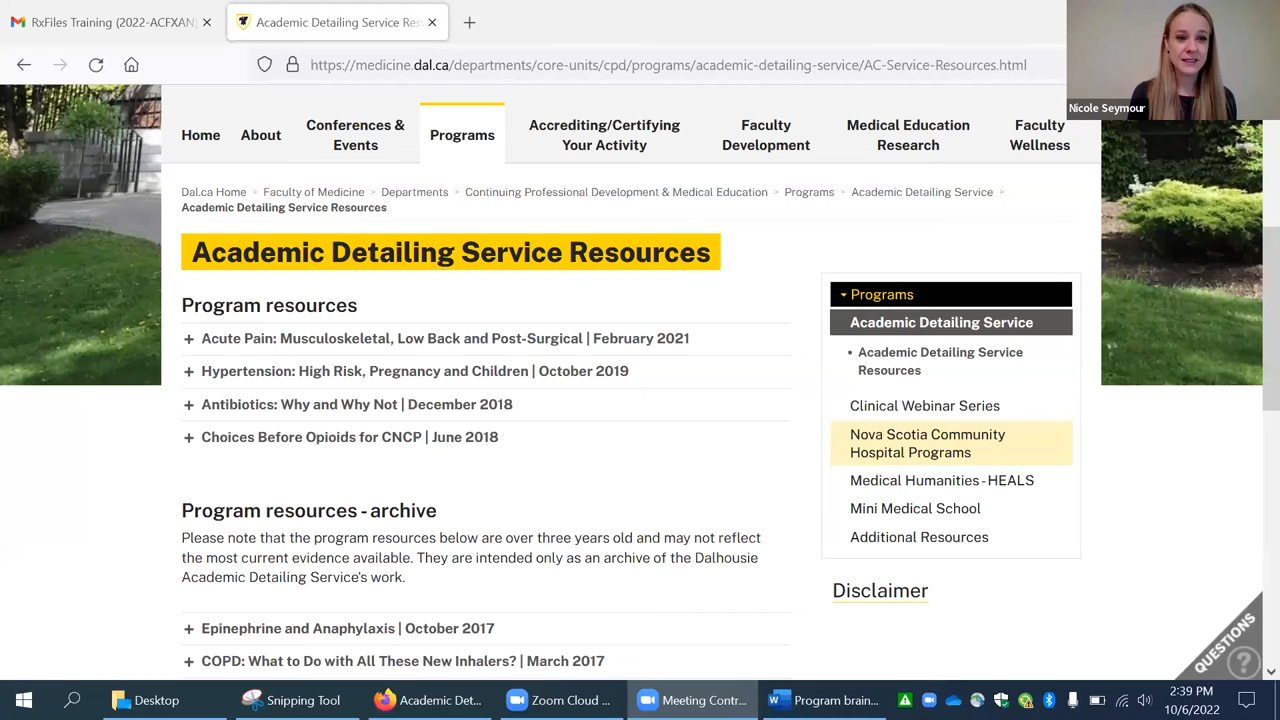 RxFiles Training (2022-ACFXAN)
Academic Detailing Service Res
https://medicine.dal.ca/departments/core-units/cpd/programs/academic-detailing-service/AC-Service-Resources.html
Nicole Seymour
Home
About
Conferences &
Events
Programs
Accrediting/Certifying
Your Activity
Faculty
Development
Medical Education
Research
Faculty
Wellness
Dal.ca Home > Faculty of Medicine > Departments > Continuing Professional Development & Medical Education > Programs > Academic Detailing Service >
Academic Detailing Service Resources
Academic Detailing Service Resources
Program resources
+ Acute Pain: Musculoskeletal, Low Back and Post-Surgical | February 2021
+ Hypertension: High Risk, Pregnancy and Children | October 2019
+ Antibiotics: Why and Why Not | December 2018
+ Choices Before Opioids for CNCP | June 2018
Program resources - archive
Please note that the program resources below are over three years old and may not reflect
the most current evidence available. They are intended only as an archive of the Dalhousie
Academic Detailing Service's work.
+ Epinephrine and Anaphylaxis | October 2017
+ COPD: What to Do with All These New Inhalers? | March 2017
Programs
Academic Detailing Service
• Academic Detailing Service
Resources
Clinical Webinar Series
Nova Scotia Community
Hospital Programs
Medical Humanities - HEALS
Mini Medical School
Additional Resources
Disclaimer
QUESTIONS
?
Desktop
Snipping Tool
Academic Det...
Zoom Cloud ...
Meeting Contr...
Program brain...
2:39 PM
10/6/2022